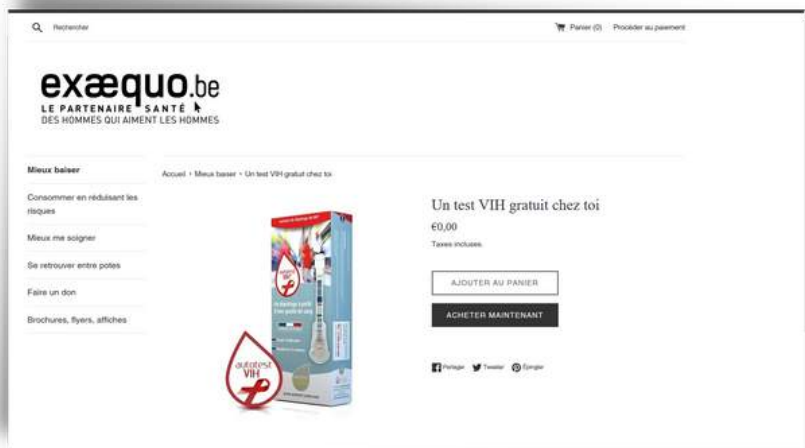 Rechercher
Panier (0) Procéder au paiement
exæquo.be
LE PARTENAIRE SANTÉ
DES HOMMES QUI AIMENT LES HOMMES
Mieux baiser
Consommer en réduisant les
risques
Mieux me soigner
Se retrouver entre potes
Faire un don
Brochures, flyers, affiches
Accueil › Mieux baiser › Un test VIH gratuit chez toi
autotest
VIH
Un test VIH gratuit chez toi
€0,00
Taxes incluses.
AJOUTER AU PANIER
ACHETER MAINTENANT
Partager Tweeter Épingler